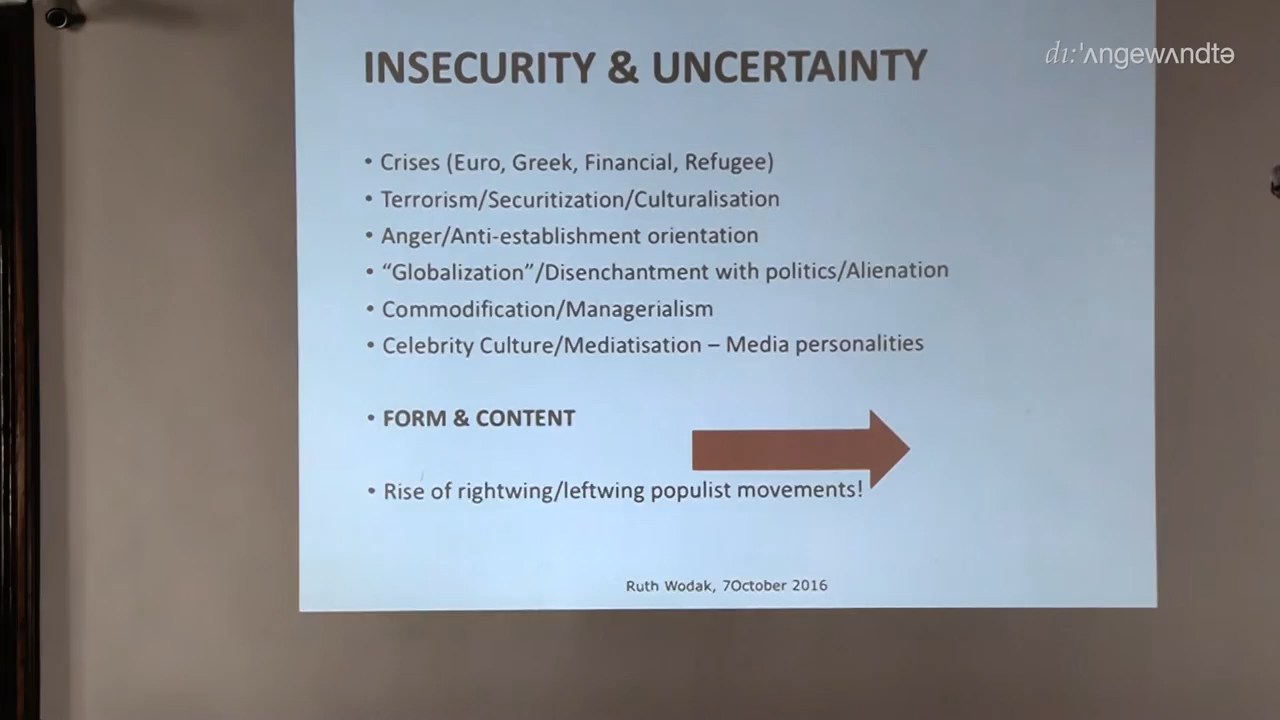 INSECURITY & UNCERTAINTY
dı:ˈʌngewʌndtə
• Crises (Euro, Greek, Financial, Refugee)
• Terrorism/Securitization/Culturalisation
• Anger/Anti-establishment orientation
• “Globalization”/Disenchantment with politics/Alienation
• Commodification/Managerialism
• Celebrity Culture/Mediatisation – Media personalities
• FORM & CONTENT
• Rise of rightwing/leftwing populist movements!
Ruth Wodak, 7October 2016